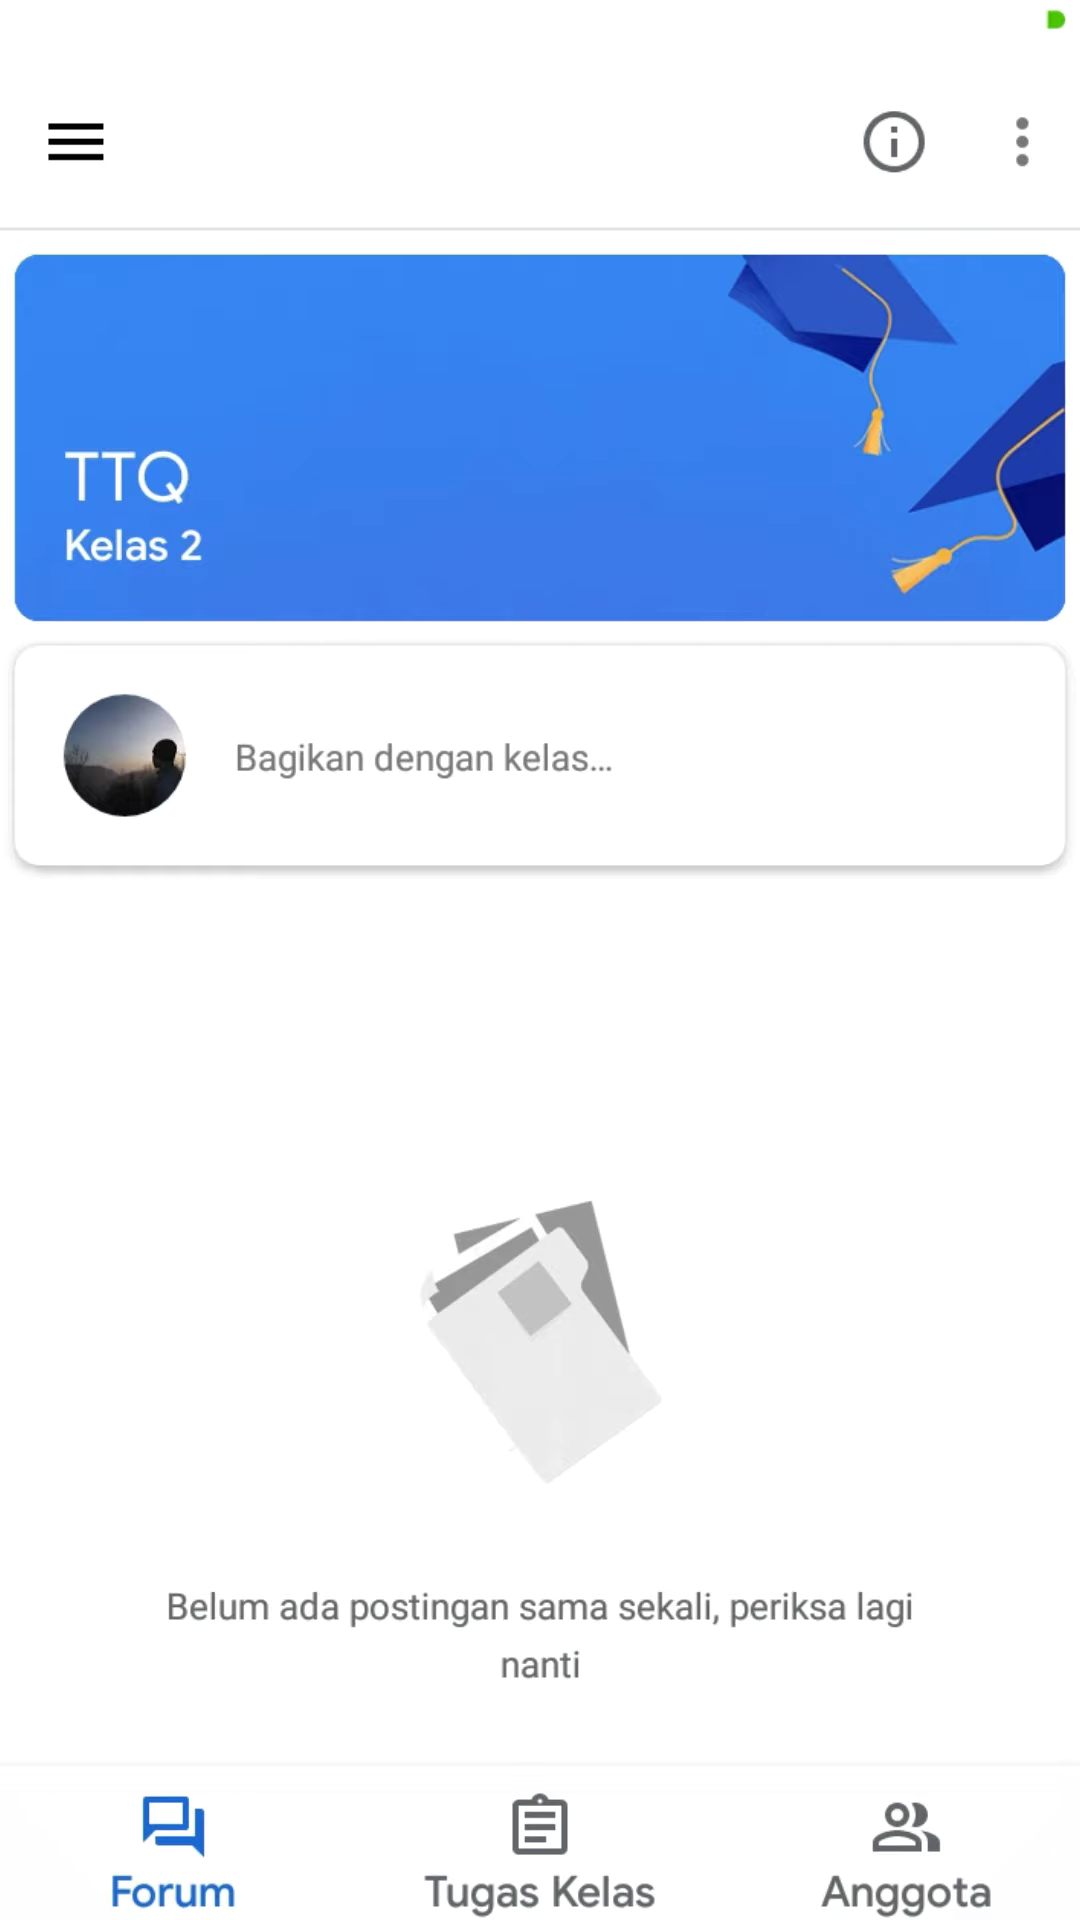 TTQ
Kelas 2
Bagikan dengan kelas...
Belum ada postingan sama sekali, periksa lagi
nanti
Forum
Tugas Kelas
Anggota